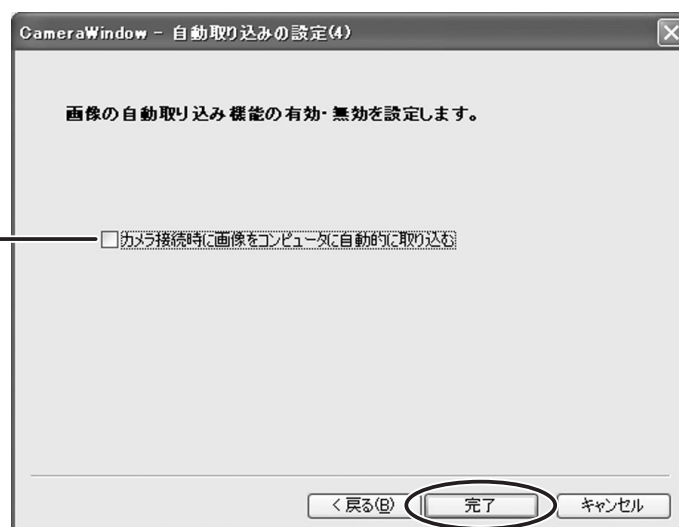 CameraWindow - 自動取り込みの設定(4)
画像の自動取り込み機能の有効・無効を設定します。
カメラ接続時に画像をコンピュータに自動的に取り込む
< 戻る(B)
完了
キャンセル